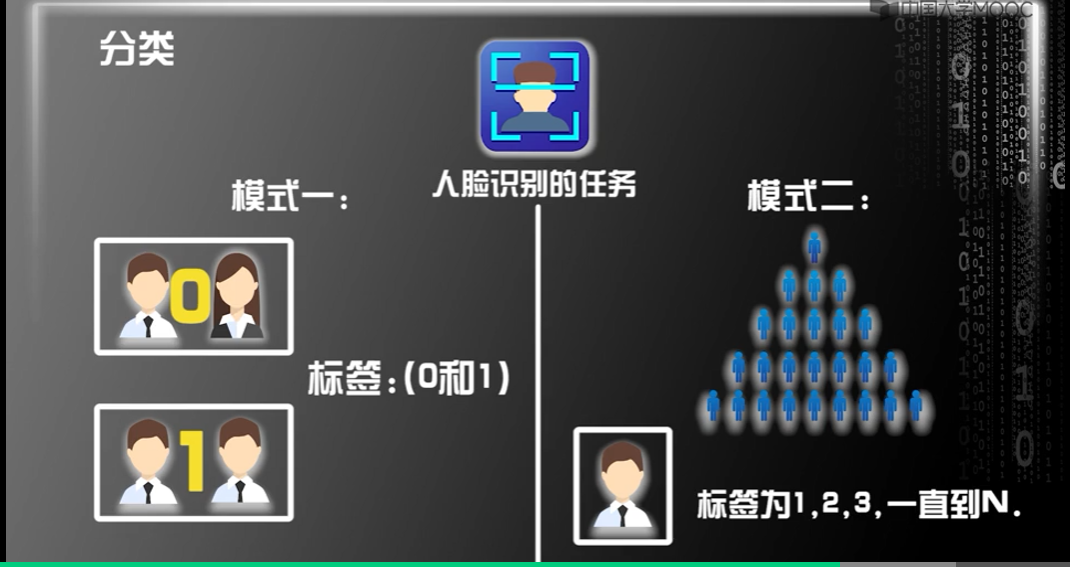 中国大学MOOC
分类
人脸识别的任务
模式一:
模式二:
0
标签:(0和1)
1
标签为1,2,3,一直到N.